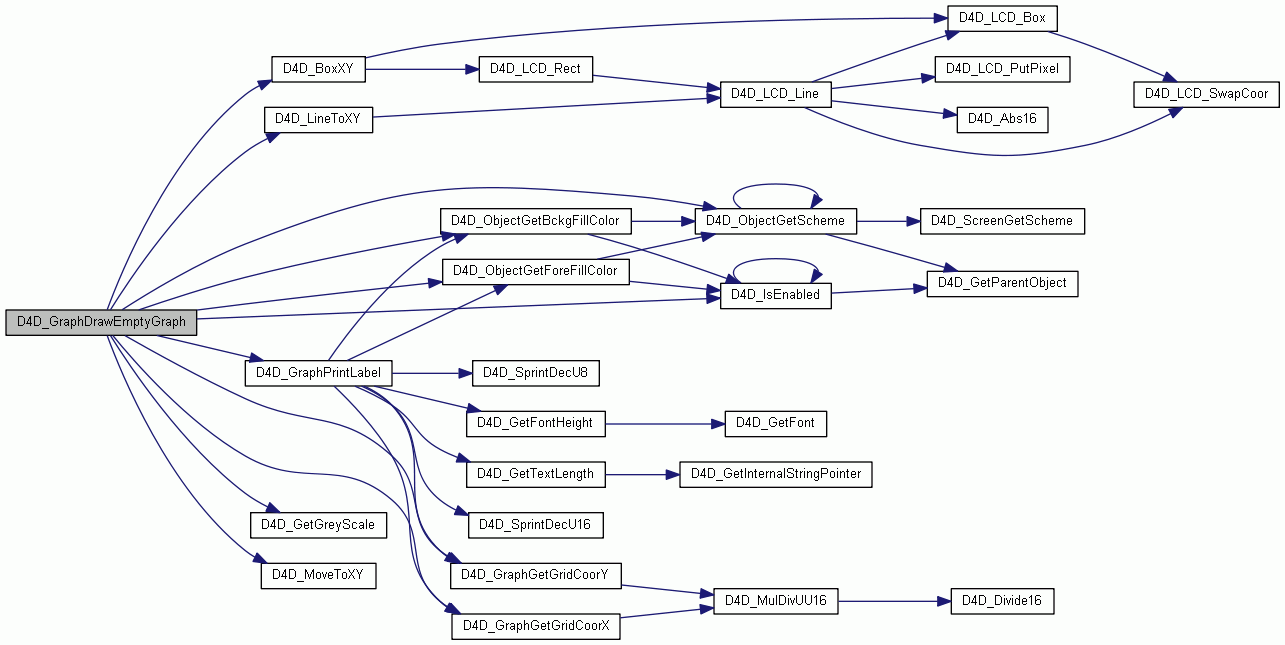 D4D_LCD_Box
D4D_BoxXY
D4D_LCD_Rect
D4D_LCD_PutPixel
D4D_LCD_Line
D4D_LCD_SwapCoor
D4D_LineToXY
D4D_Abs16
D4D_ObjectGetBckgFillColor
D4D_ObjectGetScheme
D4D_ScreenGetScheme
D4D_ObjectGetForeFillColor
D4D_IsEnabled
D4D_GetParentObject
D4D_GraphDrawEmptyGraph
D4D_GraphPrintLabel
D4D_SprintDecU8
D4D_GetFontHeight
D4D_GetFont
D4D_GetTextLength
D4D_GetInternalStringPointer
D4D_GetGreyScale
D4D_SprintDecU16
D4D_MoveToXY
D4D_GraphGetGridCoorY
D4D_MulDivUU16
D4D_Divide16
D4D_GraphGetGridCoorX